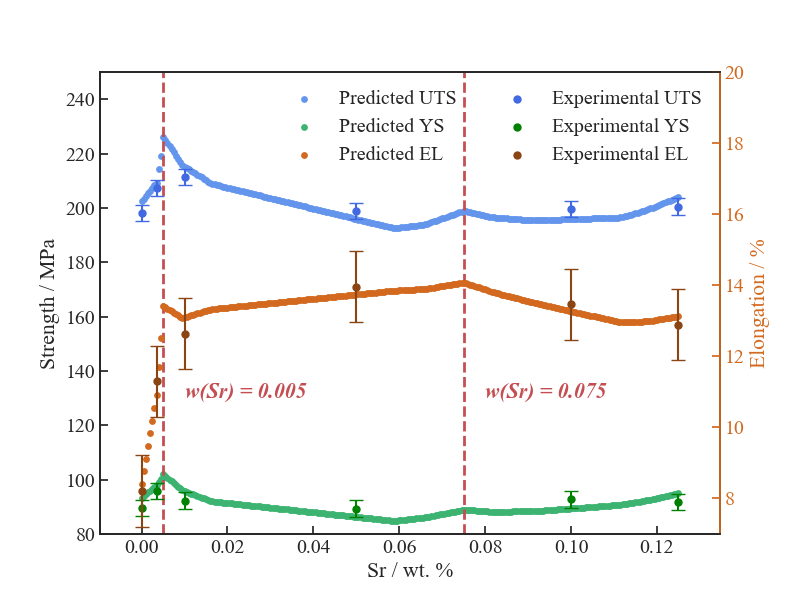 Predicted UTS
Predicted YS
Predicted EL
Experimental UTS
Experimental YS
Experimental EL
w(Sr) = 0.005
w(Sr) = 0.075
Strength / MPa
240
220
200
180
160
140
120
100
80
Elongation / %
20
18
16
14
12
10
8
0.00 0.02 0.04 0.06 0.08 0.10 0.12
Sr / wt. %